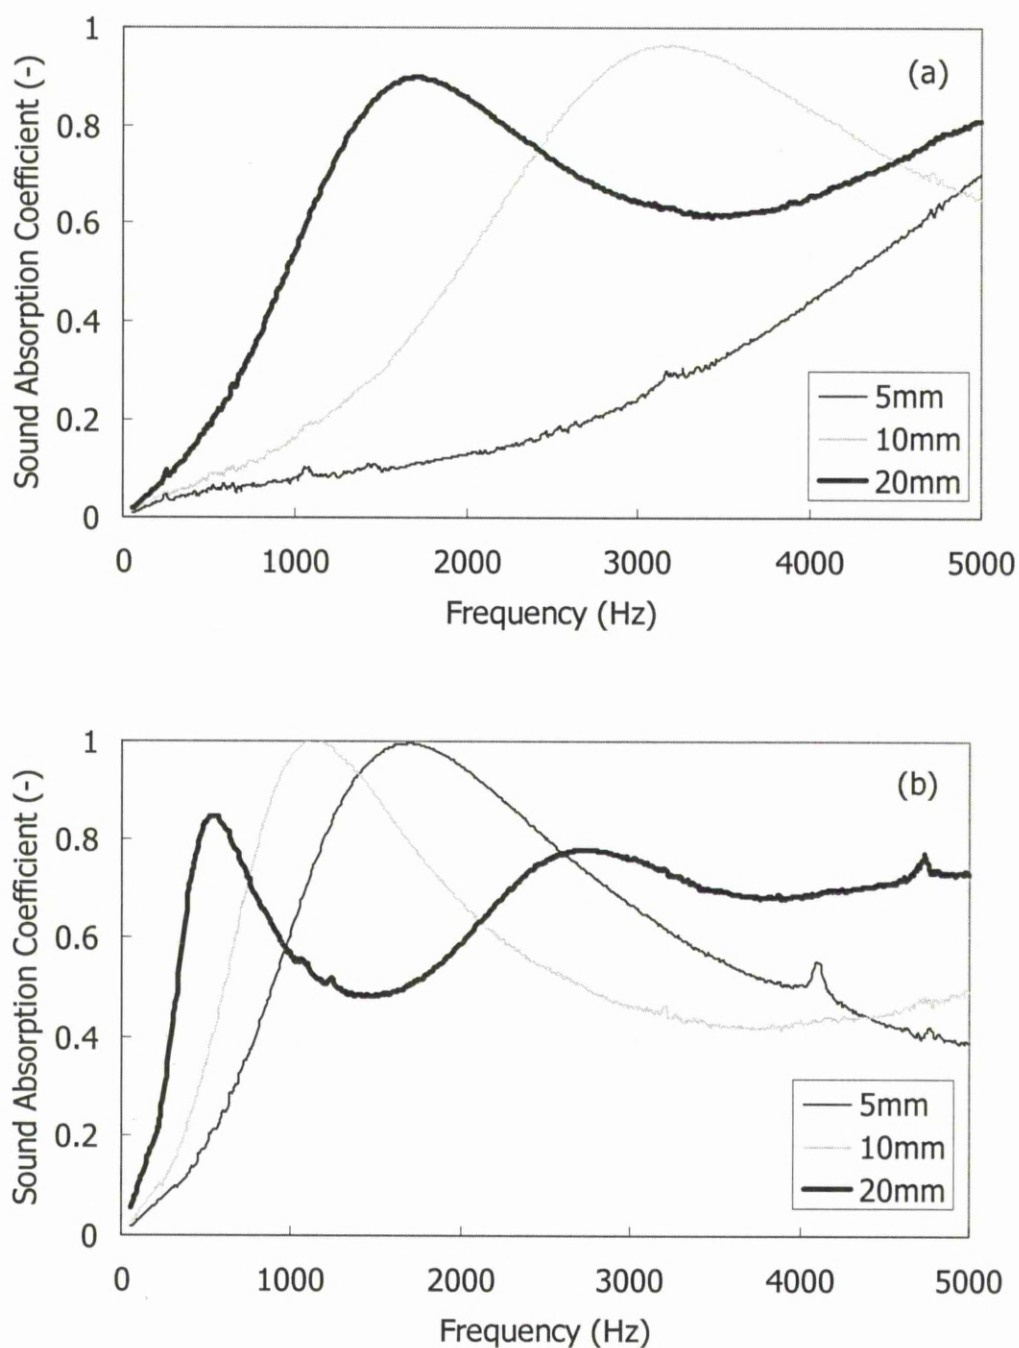 1
(a)
0.8
0.6
0.4
0.2
0
Sound Absorption Coefficient (-)
5mm
10mm
20mm
0 1000 2000 3000 4000 5000
Frequency (Hz)
1
(b)
0.8
0.6
0.4
0.2
0
Sound Absorption Coefficient (-)
5mm
10mm
20mm
0 1000 2000 3000 4000 5000
Frequency (Hz)